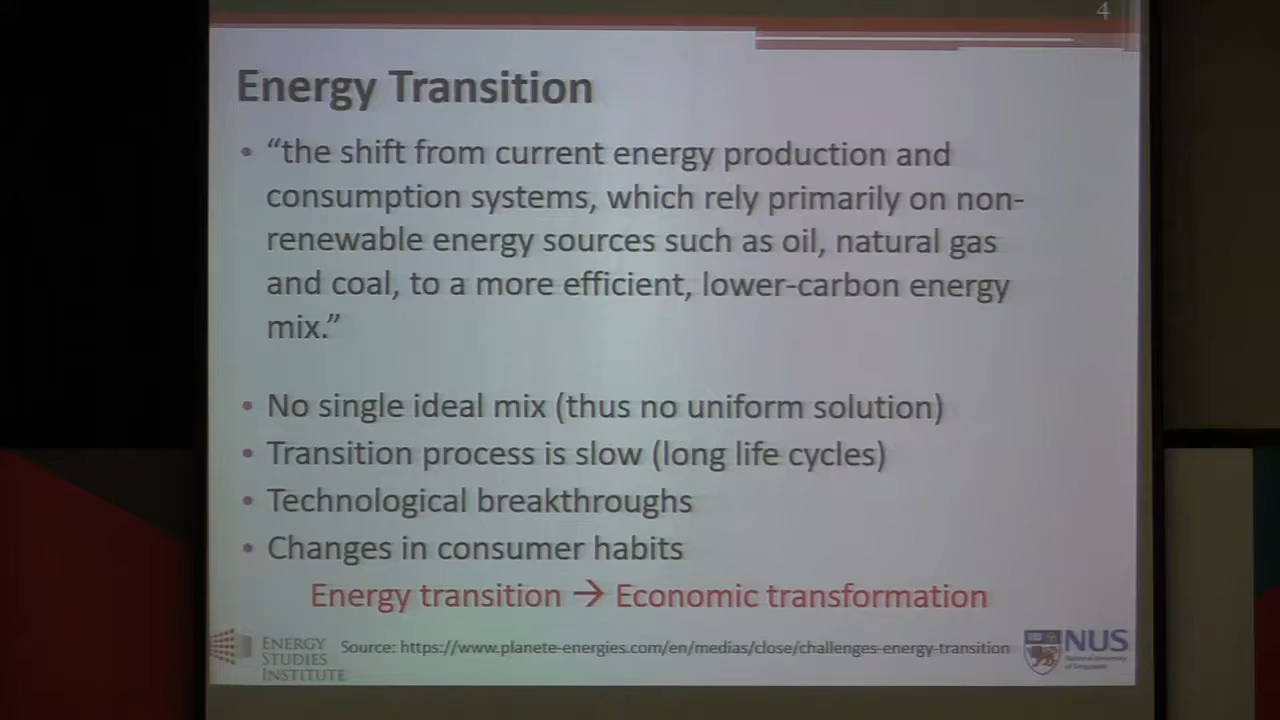 4
Energy Transition
• “the shift from current energy production and
consumption systems, which rely primarily on non-
renewable energy sources such as oil, natural gas
and coal, to a more efficient, lower-carbon energy
mix.”
• No single ideal mix (thus no uniform solution)
• Transition process is slow (long life cycles)
• Technological breakthroughs
• Changes in consumer habits
Energy transition → Economic transformation
ENERGY
STUDIES
INSTITUTE
Source: https://www.planete-energies.com/en/medias/close/challenges-energy-transition
NUS
National University
of Singapore